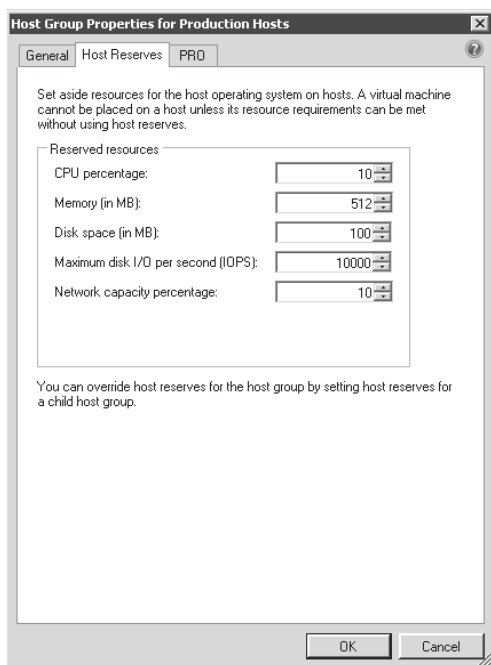 Host Group Properties for Production Hosts
General Host Reserves PRO
Set aside resources for the host operating system on hosts. A virtual machine
cannot be placed on a host unless its resource requirements can be met
without using host reserves.
Reserved resources
CPU percentage: 10
Memory (in MB): 512
Disk space (in MB): 100
Maximum disk I/O per second (IOPS): 10000
Network capacity percentage: 10
You can override host reserves for the host group by setting host reserves for
a child host group.
OK Cancel